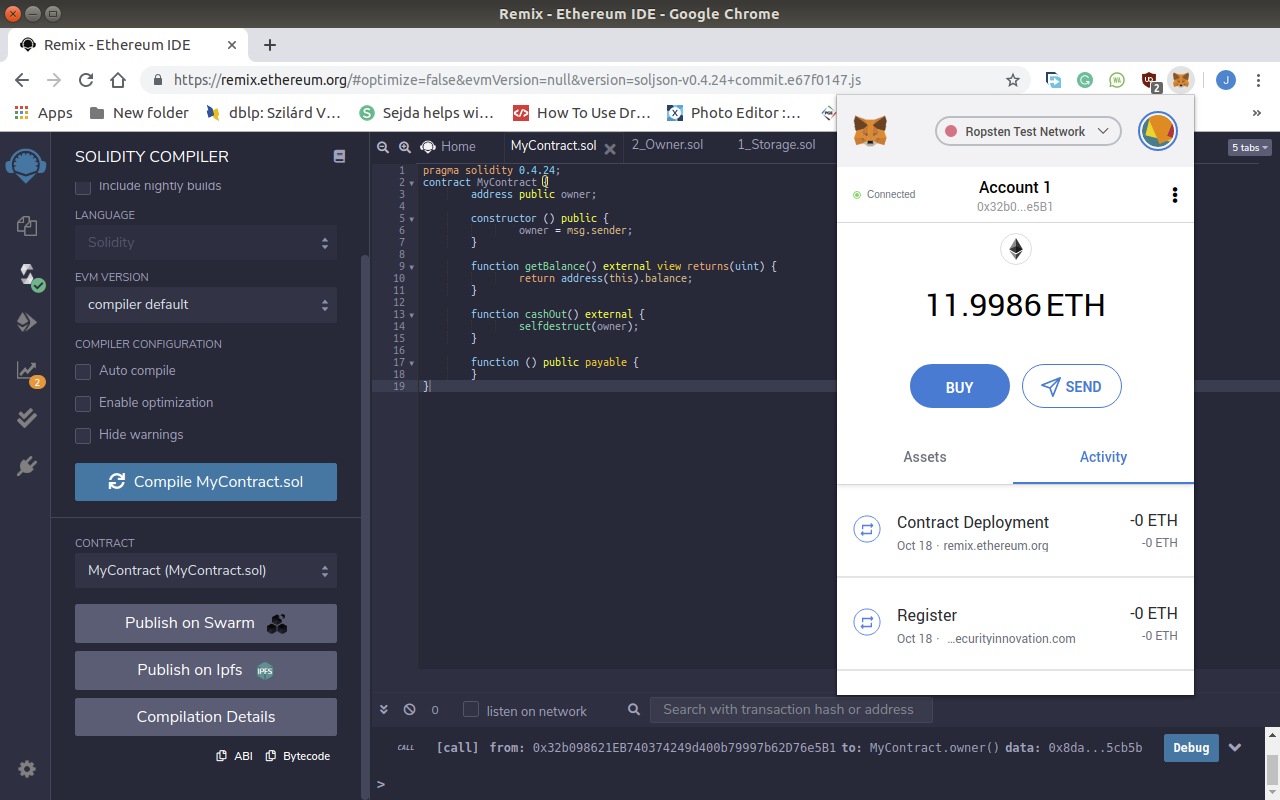 Remix - Ethereum IDE - Google Chrome
Remix - Ethereum IDE
https://remix.ethereum.org/#optimize=false&evmVersion=null&version=soljson-v0.4.24+commit.e67f0147.js
WA
2
J
Apps
New folder
dblp: Szilárd V...
S
Sejda helps wi...
How To Use Dr...
Photo Editor :...
»
SOLIDITY COMPILER
Include nightly builds
LANGUAGE
Solidity
EVM VERSION
compiler default
COMPILER CONFIGURATION
Auto compile
Enable optimization
Hide warnings
Compile MyContract.sol
CONTRACT
MyContract (MyContract.sol)
Publish on Swarm
Publish on Ipfs
IPFS
Compilation Details
ABI
Bytecode
2
Home
MyContract.sol
2_Owner.sol
1_Storage.sol
5 tabs
1 pragma solidity 0.4.24;
2 contract MyContract {
3 address public owner;
4
5 constructor () public {
6 owner = msg.sender;
7 }
8
9 function getBalance() external view returns(uint) {
10 return address(this).balance;
11 }
12
13 function cashOut() external {
14 selfdestruct(owner);
15 }
16
17 function () public payable {
18 }
19 }
Ropsten Test Network
Connected
Account 1
0x32b0...e5B1
11.9986 ETH
BUY
SEND
Assets
Activity
Contract Deployment
-0 ETH
Oct 18 · remix.ethereum.org
-0 ETH
Register
-0 ETH
Oct 18 · ...ecurityinnovation.com
-0 ETH
0
listen on network
Search with transaction hash or address
CALL
[call] from: 0x32b098621EB740374249d400b79997b62D76e5B1 to: MyContract.owner() data: 0x8da...5cb5b
Debug
>